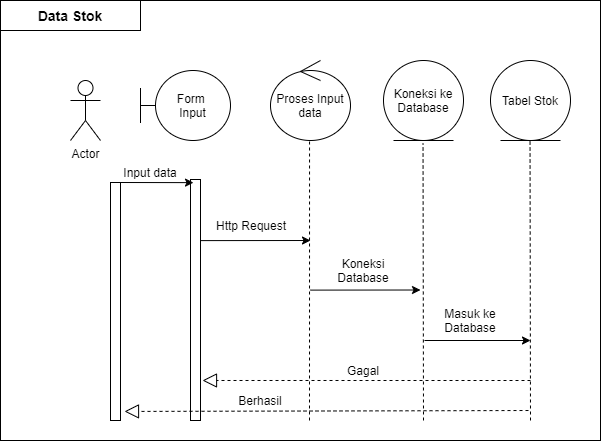 Data Stok
Form
Input
Proses Input
data
Koneksi ke
Database
Tabel Stok
Actor
Input data
Http Request
Koneksi
Database
Masuk ke
Database
Gagal
Berhasil